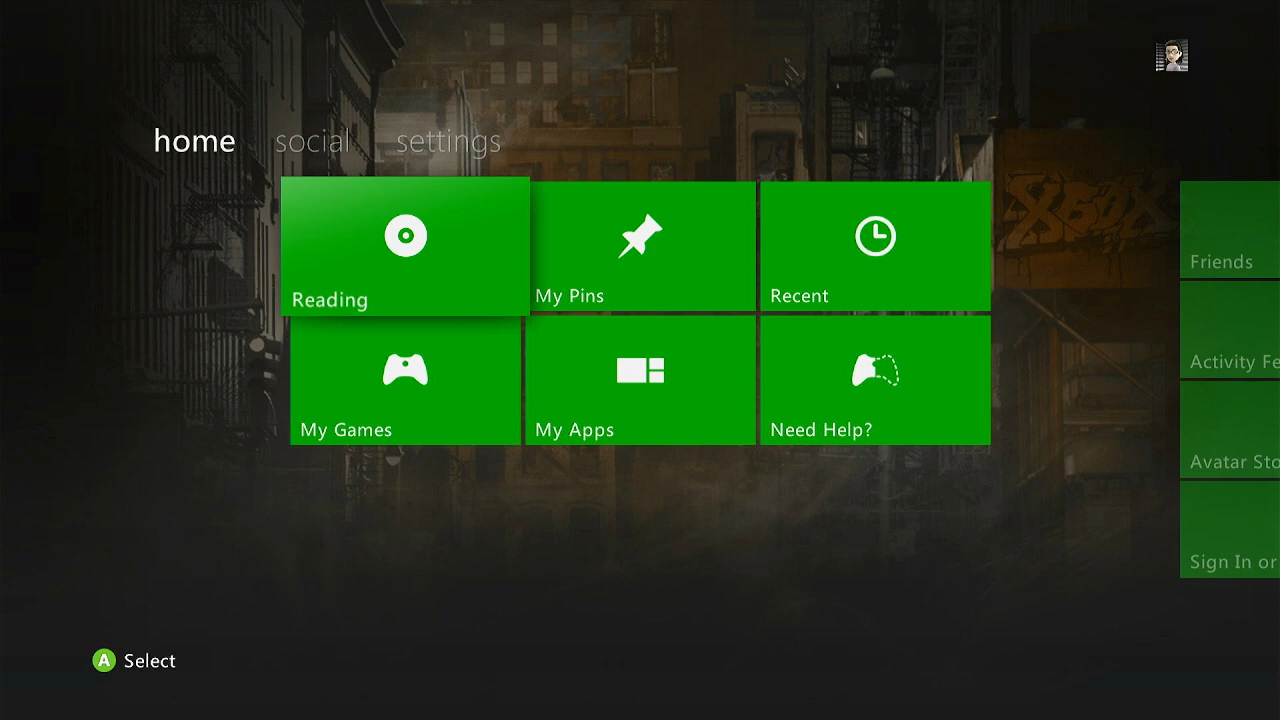 home social settings
XBOX
Reading
My Pins
Recent
Friends
My Games
My Apps
Need Help?
Activity Fe
Avatar Sto
Sign In or
A Select